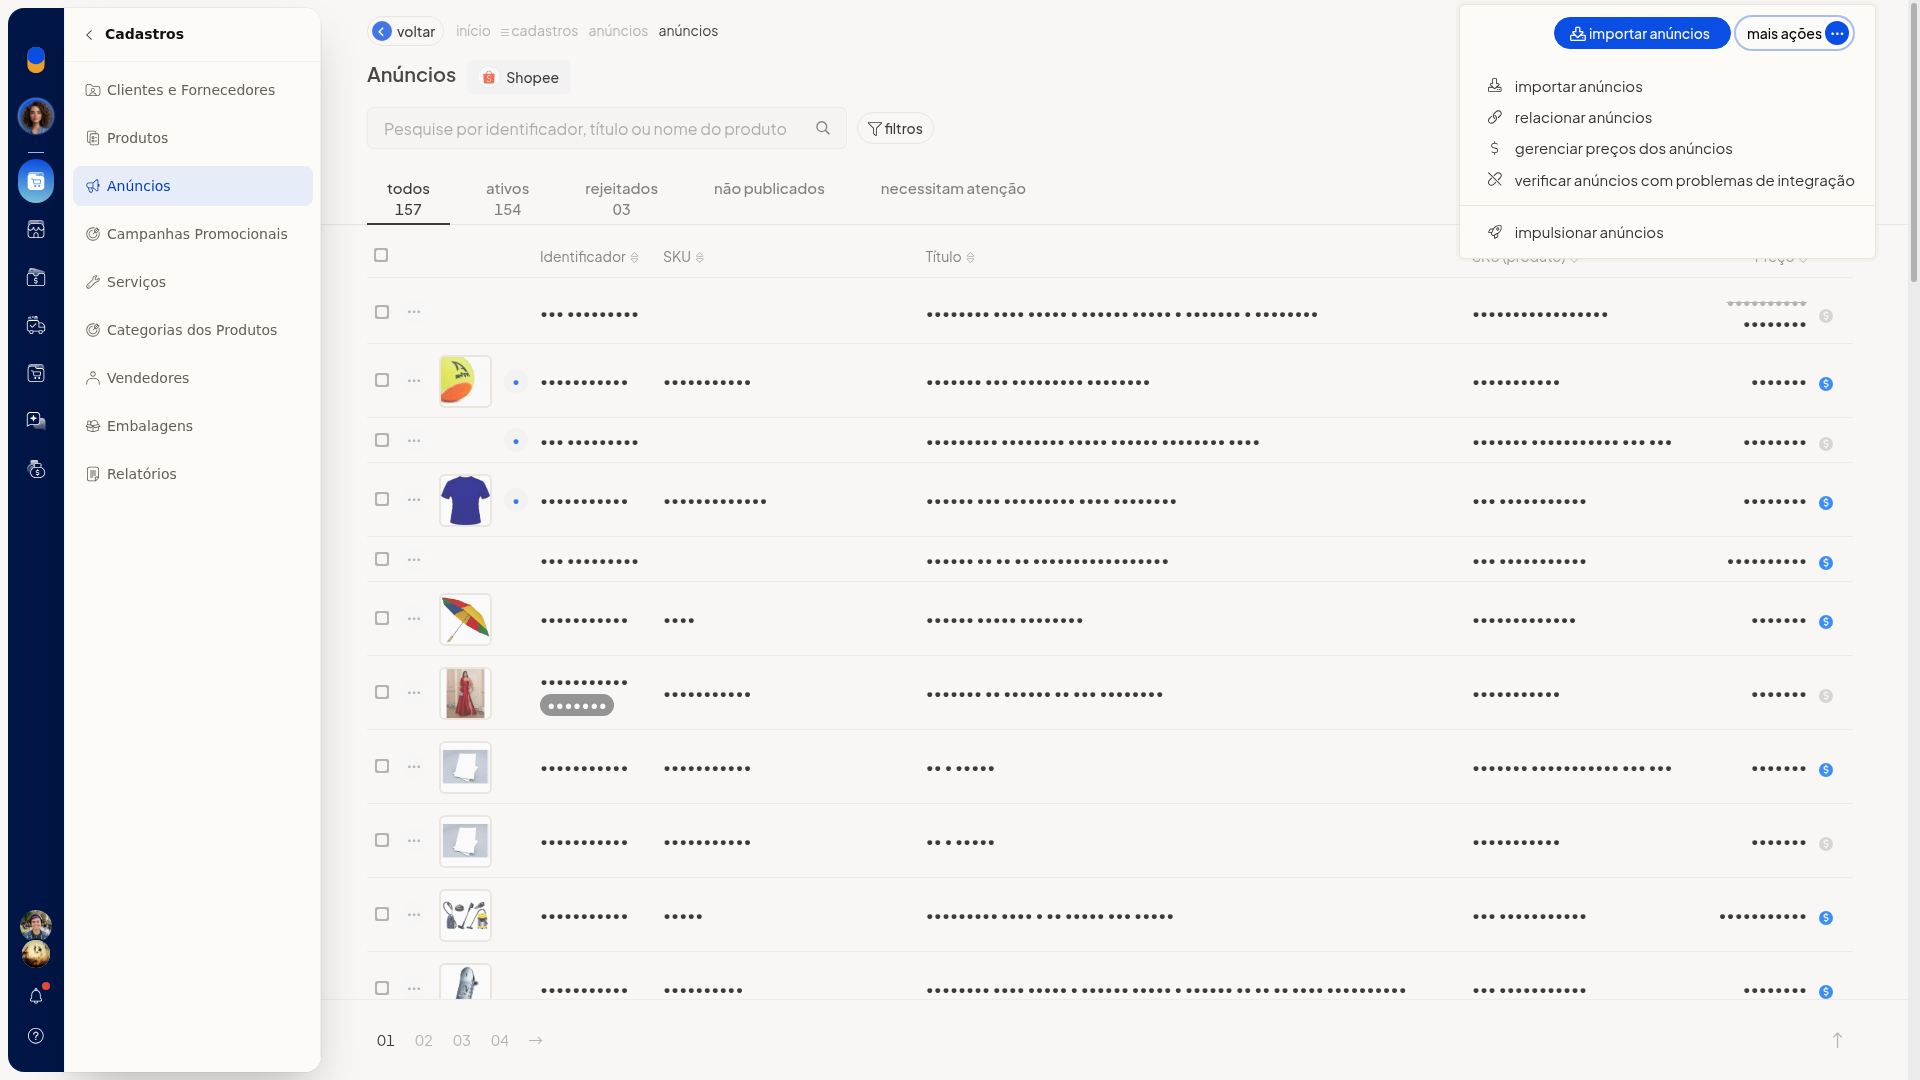 Cadastros
Clientes e Fornecedores
Produtos
Anúncios
Campanhas Promocionais
Serviços
Categorias dos Produtos
Vendedores
Embalagens
Relatórios
voltar início cadastros anúncios anúncios
Anúncios Shopee
Pesquise por identificador, título ou nome do produto filtros
todos ativos rejeitados não publicados necessitam atenção
157 154 03
importar anúncios mais ações
importar anúncios
relacionar anúncios
gerenciar preços dos anúncios
verificar anúncios com problemas de integração
impulsionar anúncios
Identificador SKU Título SKU (produto) Preço
01 02 03 04